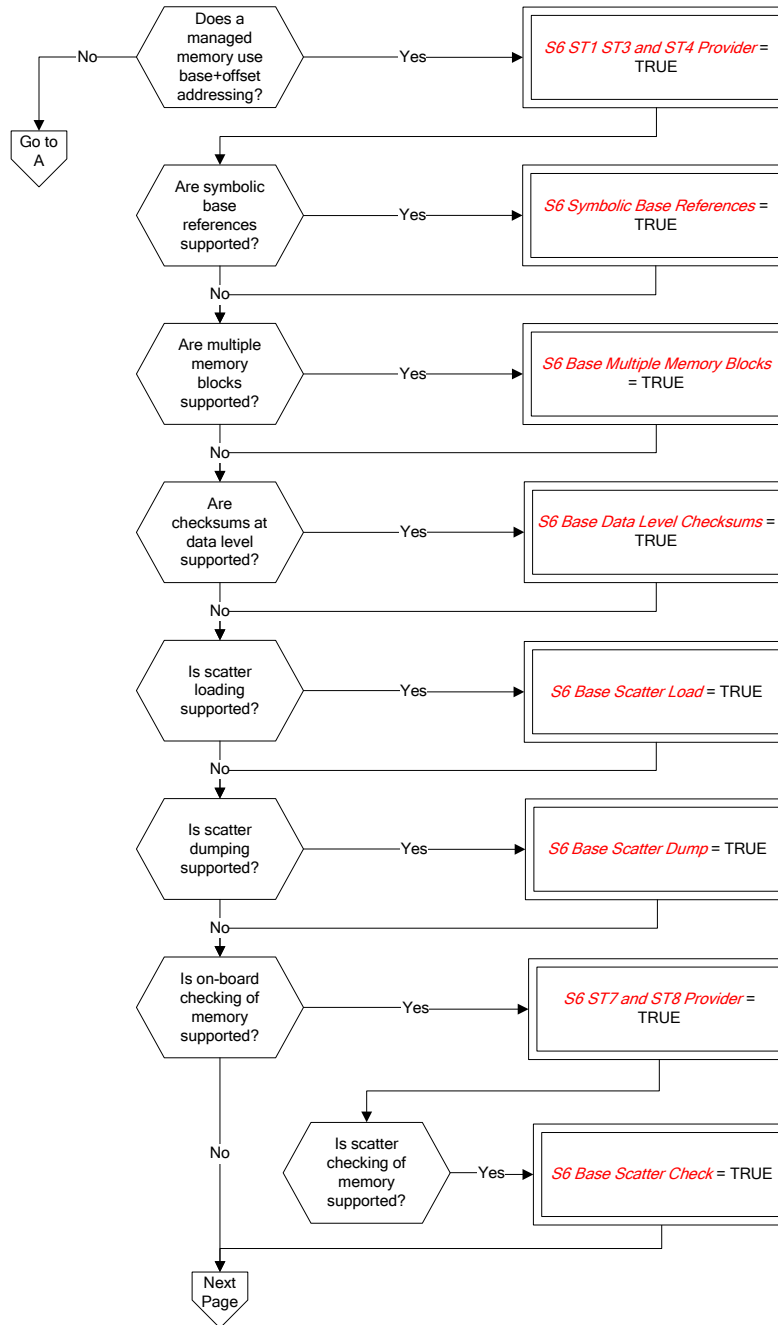 Does a
managed
memory use
base+offset
addressing?
No
Yes
S6 ST1 ST3 and ST4 Provider =
TRUE
Go to
A
Are symbolic
base
references
supported?
Yes
S6 Symbolic Base References =
TRUE
No
Are multiple
memory
blocks
supported?
Yes
S6 Base Multiple Memory Blocks
= TRUE
No
Are
checksums at
data level
supported?
Yes
S6 Base Data Level Checksums =
TRUE
No
Is scatter
loading
supported?
Yes
S6 Base Scatter Load = TRUE
No
Is scatter
dumping
supported?
Yes
S6 Base Scatter Dump = TRUE
No
Is on-board
checking of
memory
supported?
Yes
S6 ST7 and ST8 Provider =
TRUE
No
Is scatter
checking of
memory
supported?
Yes
S6 Base Scatter Check = TRUE
Next
Page